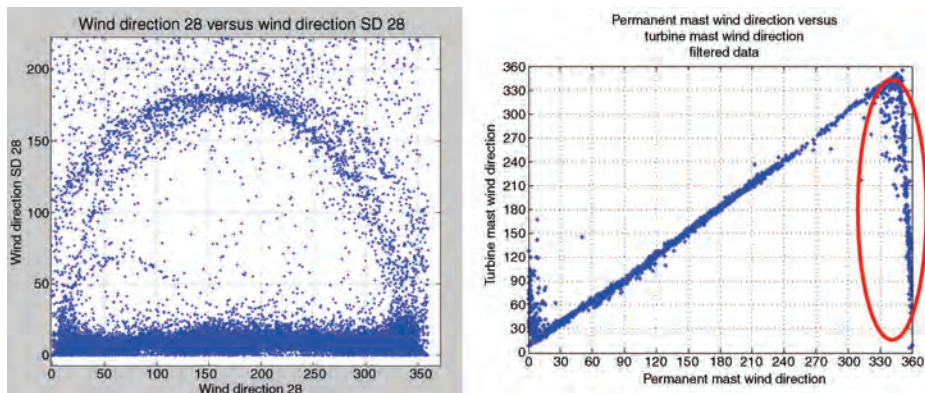 Wind direction 28 versus wind direction SD 28
200
150
100
50
0
Wind direction SD 28
0 50 100 150 200 250 300 350
Wind direction 28
Permanent mast wind direction versus
turbine mast wind direction
filtered data
360
330
300
270
240
210
180
150
120
90
60
30
0
Turbine mast wind direction
0 30 60 90 120 150 180 210 240 270 300 330 360
Permanent mast wind direction